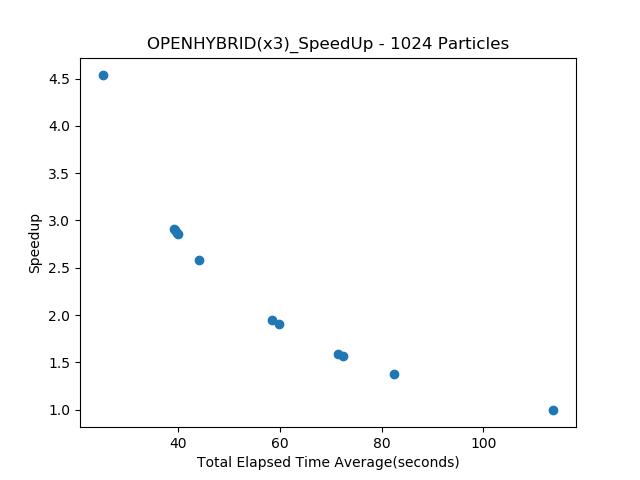 OPENHYBRID(x3)_SpeedUp - 1024 Particles
4.5
4.0
3.5
3.0
2.5
2.0
1.5
1.0
Speedup
40 60 80 100
Total Elapsed Time Average(seconds)